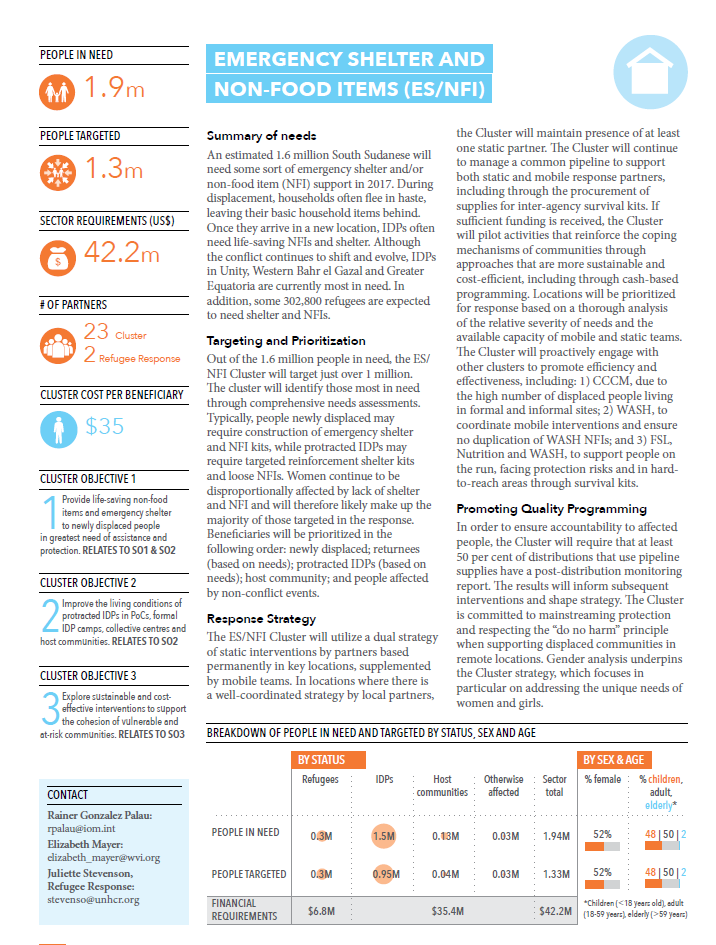 PEOPLE IN NEED
1.9m
PEOPLE TARGETED
1.3m
SECTOR REQUIREMENTS (US$)
$
42.2m
# OF PARTNERS
23 Cluster
2 Refugee Response
CLUSTER COST PER BENEFICIARY
$35
CLUSTER OBJECTIVE 1
1 Provide life-saving non-food
items and emergency shelter
to newly displaced people
in greatest need of assistance and
protection. RELATES TO SO1 & SO2
CLUSTER OBJECTIVE 2
2 Improve the living conditions of
protracted IDPs in PoCs, formal
IDP camps, collective centres and
host communities. RELATES TO SO2
CLUSTER OBJECTIVE 3
3 Explore sustainable and cost-
effective interventions to support
the cohesion of vulnerable and
at-risk communities. RELATES TO SO3
CONTACT
Rainer Gonzalez Palau:
rpalau@iom.int
Elizabeth Mayer:
elizabeth_mayer@wvi.org
Juliette Stevenson,
Refugee Response:
stevenso@unhcr.org
EMERGENCY SHELTER AND
NON-FOOD ITEMS (ES/NFI)
Summary of needs
An estimated 1.6 million South Sudanese will
need some sort of emergency shelter and/or
non-food item (NFI) support in 2017. During
displacement, households often flee in haste,
leaving their basic household items behind.
Once they arrive in a new location, IDPs often
need life-saving NFIs and shelter. Although
the conflict continues to shift and evolve, IDPs
in Unity, Western Bahr el Gazal and Greater
Equatoria are currently most in need. In
addition, some 302,800 refugees are expected
to need shelter and NFIs.
Targeting and Prioritization
Out of the 1.6 million people in need, the ES/
NFI Cluster will target just over 1 million.
The cluster will identify those most in need
through comprehensive needs assessments.
Typically, people newly displaced may
require construction of emergency shelter
and NFI kits, while protracted IDPs may
require targeted reinforcement shelter kits
and loose NFIs. Women continue to be
disproportionally affected by lack of shelter
and NFI and will therefore likely make up the
majority of those targeted in the response.
Beneficiaries will be prioritized in the
following order: newly displaced; returnees
(based on needs); protracted IDPs (based on
needs); host community; and people affected
by non-conflict events.
Response Strategy
The ES/NFI Cluster will utilize a dual strategy
of static interventions by partners based
permanently in key locations, supplemented
by mobile teams. In locations where there is
a well-coordinated strategy by local partners,
the Cluster will maintain presence of at least
one static partner. The Cluster will continue
to manage a common pipeline to support
both static and mobile response partners,
including through the procurement of
supplies for inter-agency survival kits. If
sufficient funding is received, the Cluster
will pilot activities that reinforce the coping
mechanisms of communities through
approaches that are more sustainable and
cost-efficient, including through cash-based
programming. Locations will be prioritized
for response based on a thorough analysis
of the relative severity of needs and the
available capacity of mobile and static teams.
The Cluster will proactively engage with
other clusters to promote efficiency and
effectiveness, including: 1) CCCM, due to
the high number of displaced people living
in formal and informal sites; 2) WASH, to
coordinate mobile interventions and ensure
no duplication of WASH NFIs; and 3) FSL,
Nutrition and WASH, to support people on
the run, facing protection risks and in hard-
to-reach areas through survival kits.
Promoting Quality Programming
In order to ensure accountability to affected
people, the Cluster will require that at least
50 per cent of distributions that use pipeline
supplies have a post-distribution monitoring
report. The results will inform subsequent
interventions and shape strategy. The Cluster
is committed to mainstreaming protection
and respecting the “do no harm” principle
when supporting displaced communities in
remote locations. Gender analysis underpins
the Cluster strategy, which focuses in
particular on addressing the unique needs of
women and girls.
BREAKDOWN OF PEOPLE IN NEED AND TARGETED BY STATUS, SEX AND AGE
BY STATUS BY SEX & AGE
Refugees IDPs Host communities Otherwise affected Sector total % female % children, adult, elderly*
PEOPLE IN NEED 0.3M 1.5M 0.13M 0.03M 1.94M 52% 48 | 50 | 2
PEOPLE TARGETED 0.3M 0.95M 0.04M 0.03M 1.33M 52% 48 | 50 | 2
FINANCIAL REQUIREMENTS $6.8M $35.4M $42.2M
*Children (<18 years old), adult
(18-59 years), elderly (>59 years)